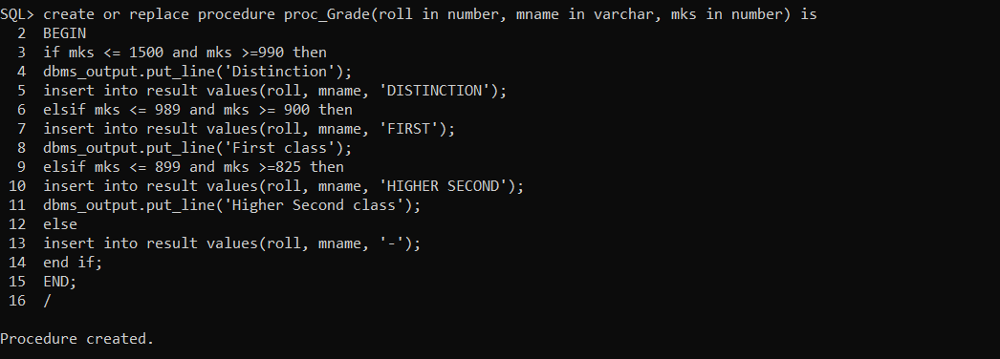 SQL> create or replace procedure proc_Grade(roll in number, mname in varchar, mks in number) is
2 BEGIN
3 if mks <= 1500 and mks >=990 then
4 dbms_output.put_line('Distinction');
5 insert into result values(roll, mname, 'DISTINCTION');
6 elsif mks <= 989 and mks >= 900 then
7 insert into result values(roll, mname, 'FIRST');
8 dbms_output.put_line('First class');
9 elsif mks <= 899 and mks >=825 then
10 insert into result values(roll, mname, 'HIGHER SECOND');
11 dbms_output.put_line('Higher Second class');
12 else
13 insert into result values(roll, mname, '-');
14 end if;
15 END;
16 /
Procedure created.